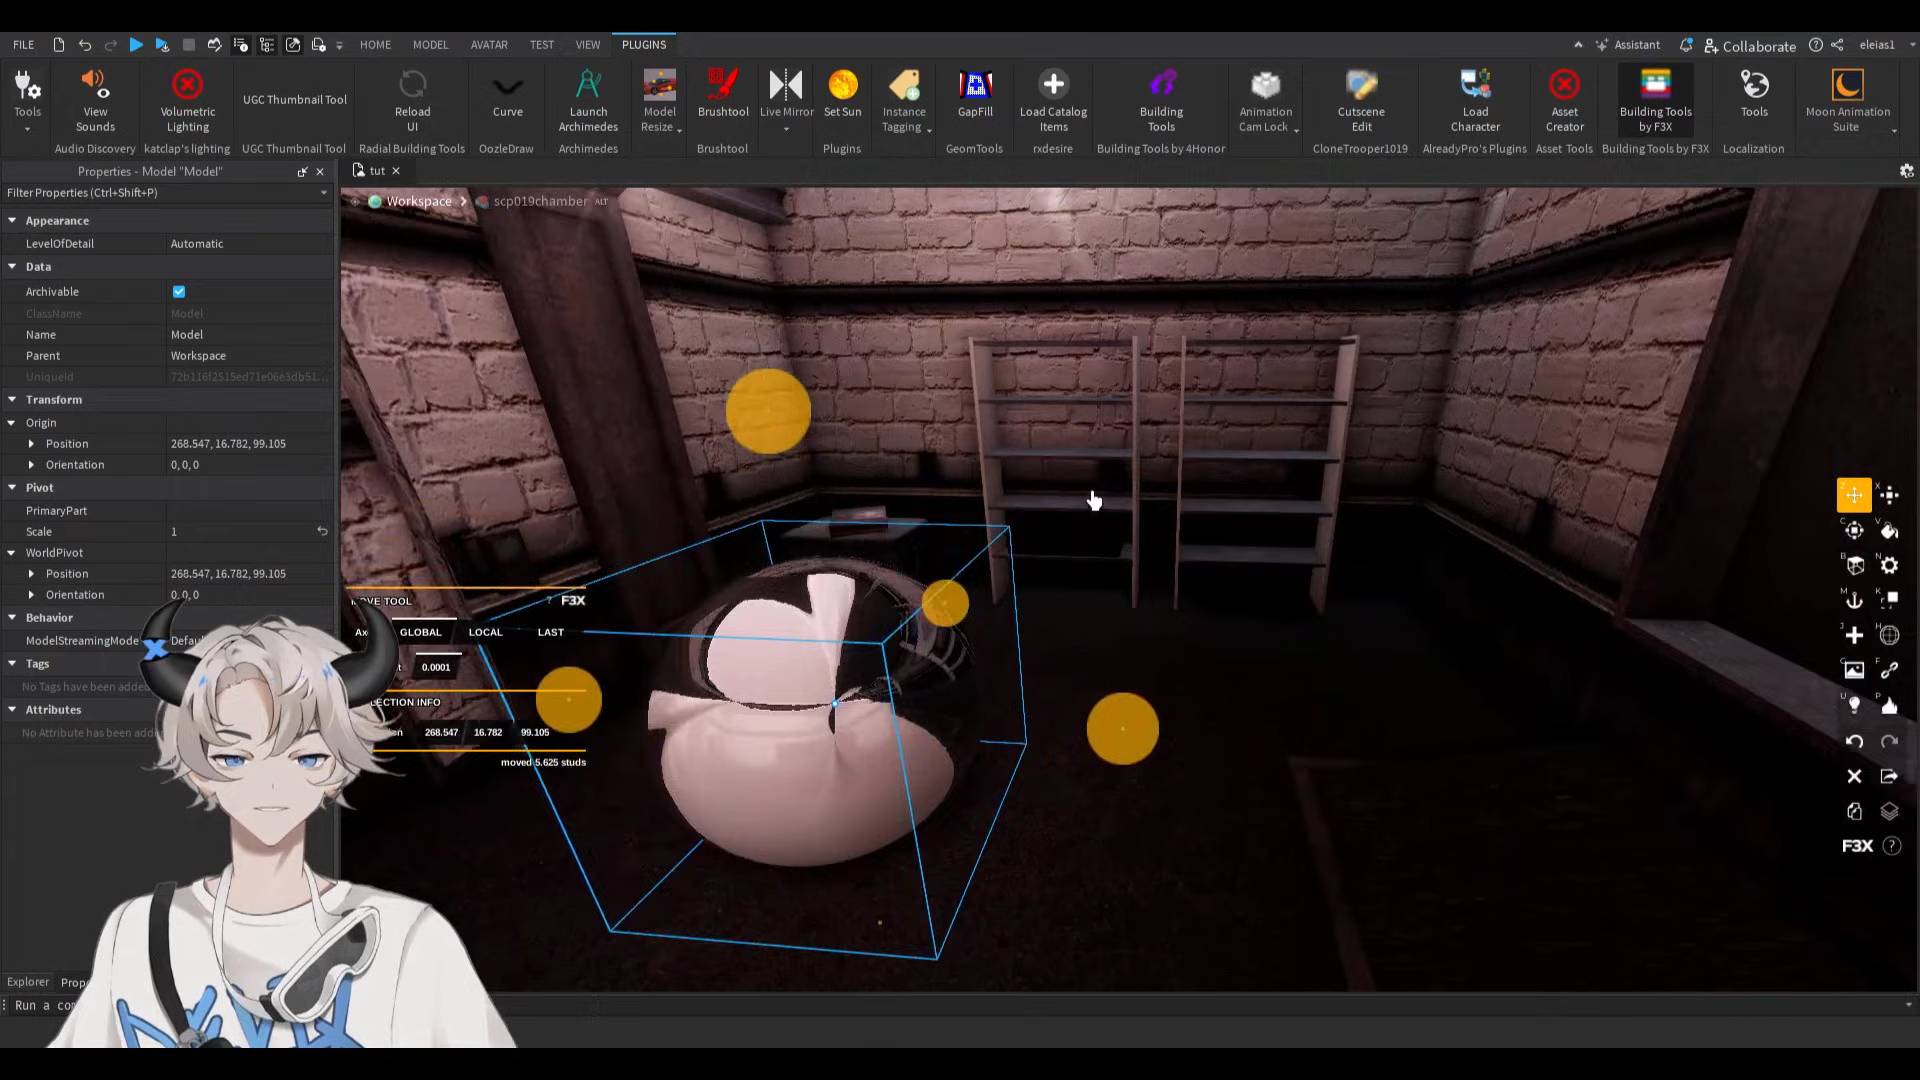 FILE HOME MODEL AVATAR TEST VIEW PLUGINS Assistant Collaborate eleias1
Tools
View
Sounds
Audio Discovery
Volumetric
Lighting
katclap's lighting
UGC Thumbnail Tool
UGC Thumbnail Tool
Reload
UI
Radial Building Tools
Curve
OozleDraw
Launch
Archimedes
Archimedes
Model
Resize
Brushtool
Brushtool
Live Mirror
Set Sun
Plugins
Instance
Tagging
GapFill
GeomTools
Load Catalog
Items
rxdesire
Building
Tools
Building Tools by 4Honor
Animation
Cam Lock
Cutscene
Edit
CloneTrooper1019
Load
Character
AlreadyPro's Plugins
Asset
Creator
Asset Tools
Building Tools
by F3X
Building Tools by F3X
Tools
Localization
Moon Animation
Suite
Properties - Model "Model"
tut
Filter Properties (Ctrl+Shift+P)
Workspace scp019chamber ALT
Appearance
LevelOfDetail Automatic
Data
Archivable
ClassName Model
Name Model
Parent Workspace
UniqueId 72b116f2515ed71e06e3db51...
Transform
Origin
Position 268.547, 16.782, 99.105
Orientation 0, 0, 0
Pivot
PrimaryPart
Scale 1
WorldPivot
Position 268.547, 16.782, 99.105
Orientation 0, 0, 0
Behavior
ModelStreamingMode
Tags
No Tags have been added
Attributes
No Attribute has been
OVE TOOL ? F3X
GLOBAL LOCAL LAST
0.0001
LECTION INFO
268.547 16.782 99.105
moved 5.625 studs
Z X
C V
B N
M K
J H
G F
U P
F3X ?
Explorer
Run a